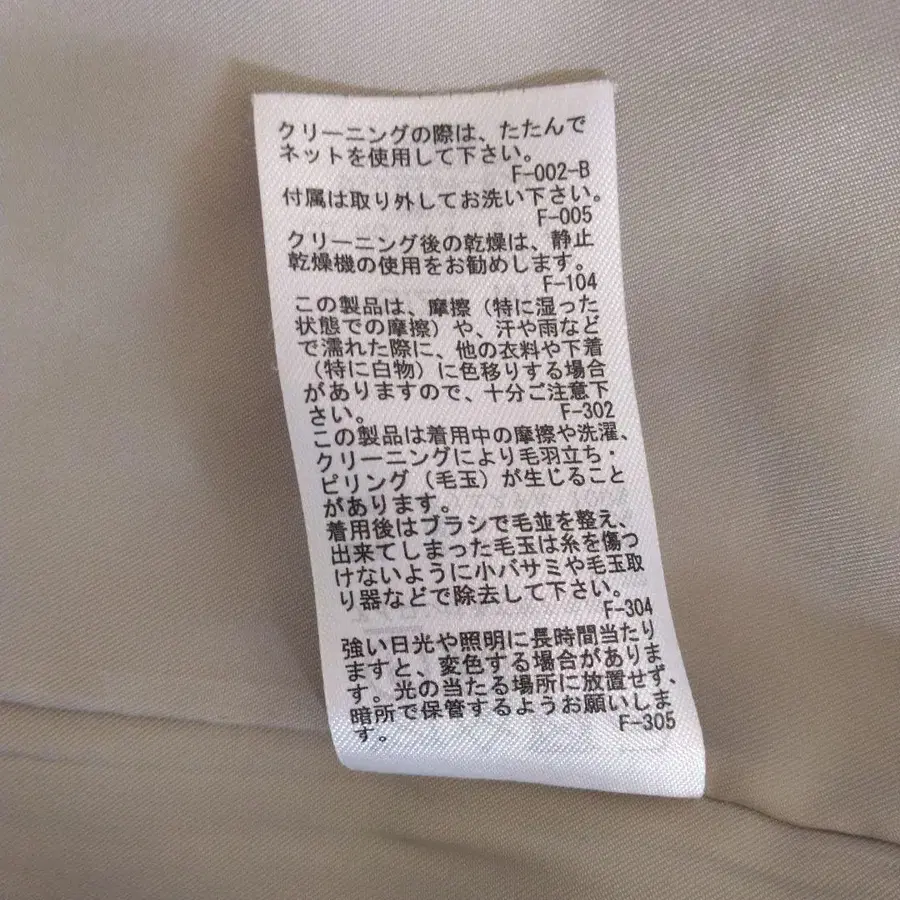 クリーニングの際は、たたんで
ネットを使用して下さい。
F-002-B
付属は取り外してお洗い下さい。
F-005
クリーニング後の乾燥は、静止
乾燥機の使用をお勧めします。
F-104
この製品は、摩擦（特に湿った
状態での摩擦）や、汗や雨など
で濡れた際に、他の衣料や下着
（特に白物）に色移りする場合
がありますので、十分ご注意下
さい。
F-302
この製品は着用中の摩擦や洗濯、
クリーニングにより毛羽立ち・
ピリング（毛玉）が生じること
があります。
着用後はブラシで毛並を整え、
出来てしまった毛玉は糸を傷つ
けないように小バサミや毛玉取
り器などで除去して下さい。
F-304
強い日光や照明に長時間当たり
ますと、変色する場合がありま
す。光の当たる場所に放置せず、
暗所で保管するようお願いしま
す。
F-305